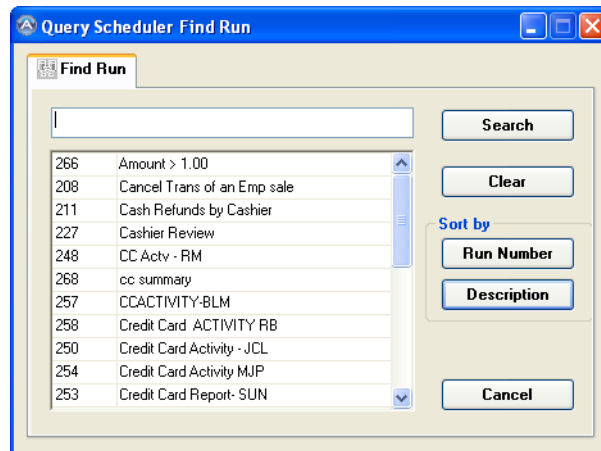 Query Scheduler Find Run
Find Run
Search
266 Amount > 1.00
208 Cancel Trans of an Emp sale
Clear
211 Cash Refunds by Cashier
227 Cashier Review
Sort by
248 CC Actv - RM
Run Number
268 cc summary
257 CCACTIVITY-BLM
Description
258 Credit Card ACTIVITY RB
250 Credit Card Activity - JCL
254 Credit Card Activity MJP
253 Credit Card Report- SUN
Cancel